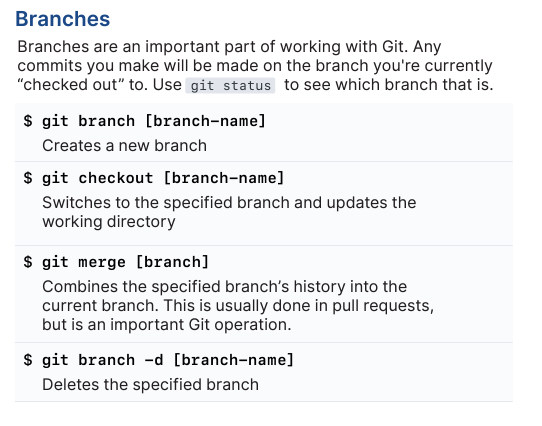 Branches
Branches are an important part of working with Git. Any
commits you make will be made on the branch you're currently
“checked out” to. Use git status to see which branch that is.
$ git branch [branch-name]
Creates a new branch
$ git checkout [branch-name]
Switches to the specified branch and updates the
working directory
$ git merge [branch]
Combines the specified branch’s history into the
current branch. This is usually done in pull requests,
but is an important Git operation.
$ git branch -d [branch-name]
Deletes the specified branch